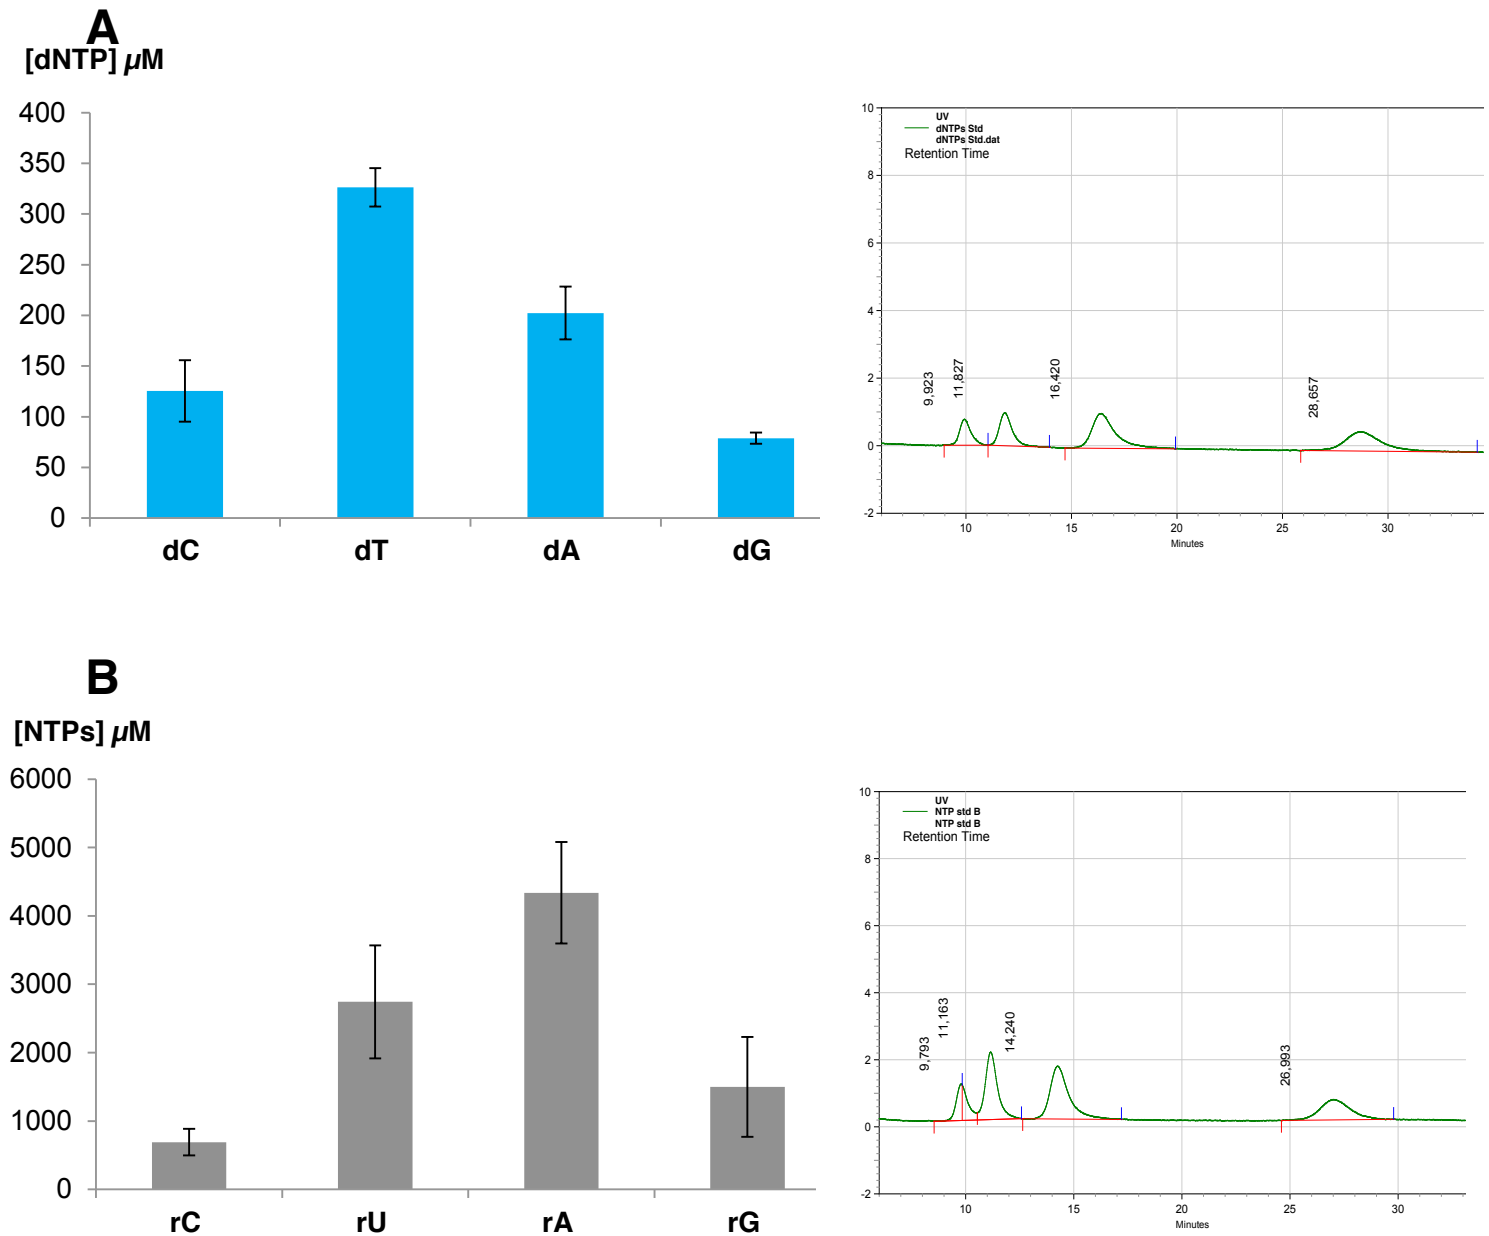 A
[dNTP] µM
400
350
300
250
200
150
100
50
0
dC dT dA dG
10
8
6
4
2
0
-2
UV
dNTPs Std
dNTPs Std.dat
Retention Time
9,923
11,827
16,420
28,657
10 15 20 25 30
Minutes
B
[NTPs] µM
6000
5000
4000
3000
2000
1000
0
rC rU rA rG
10
8
6
4
2
0
-2
UV
NTP std B
NTP std B
Retention Time
9,793
11,163
14,240
26,993
10 15 20 25 30
Minutes